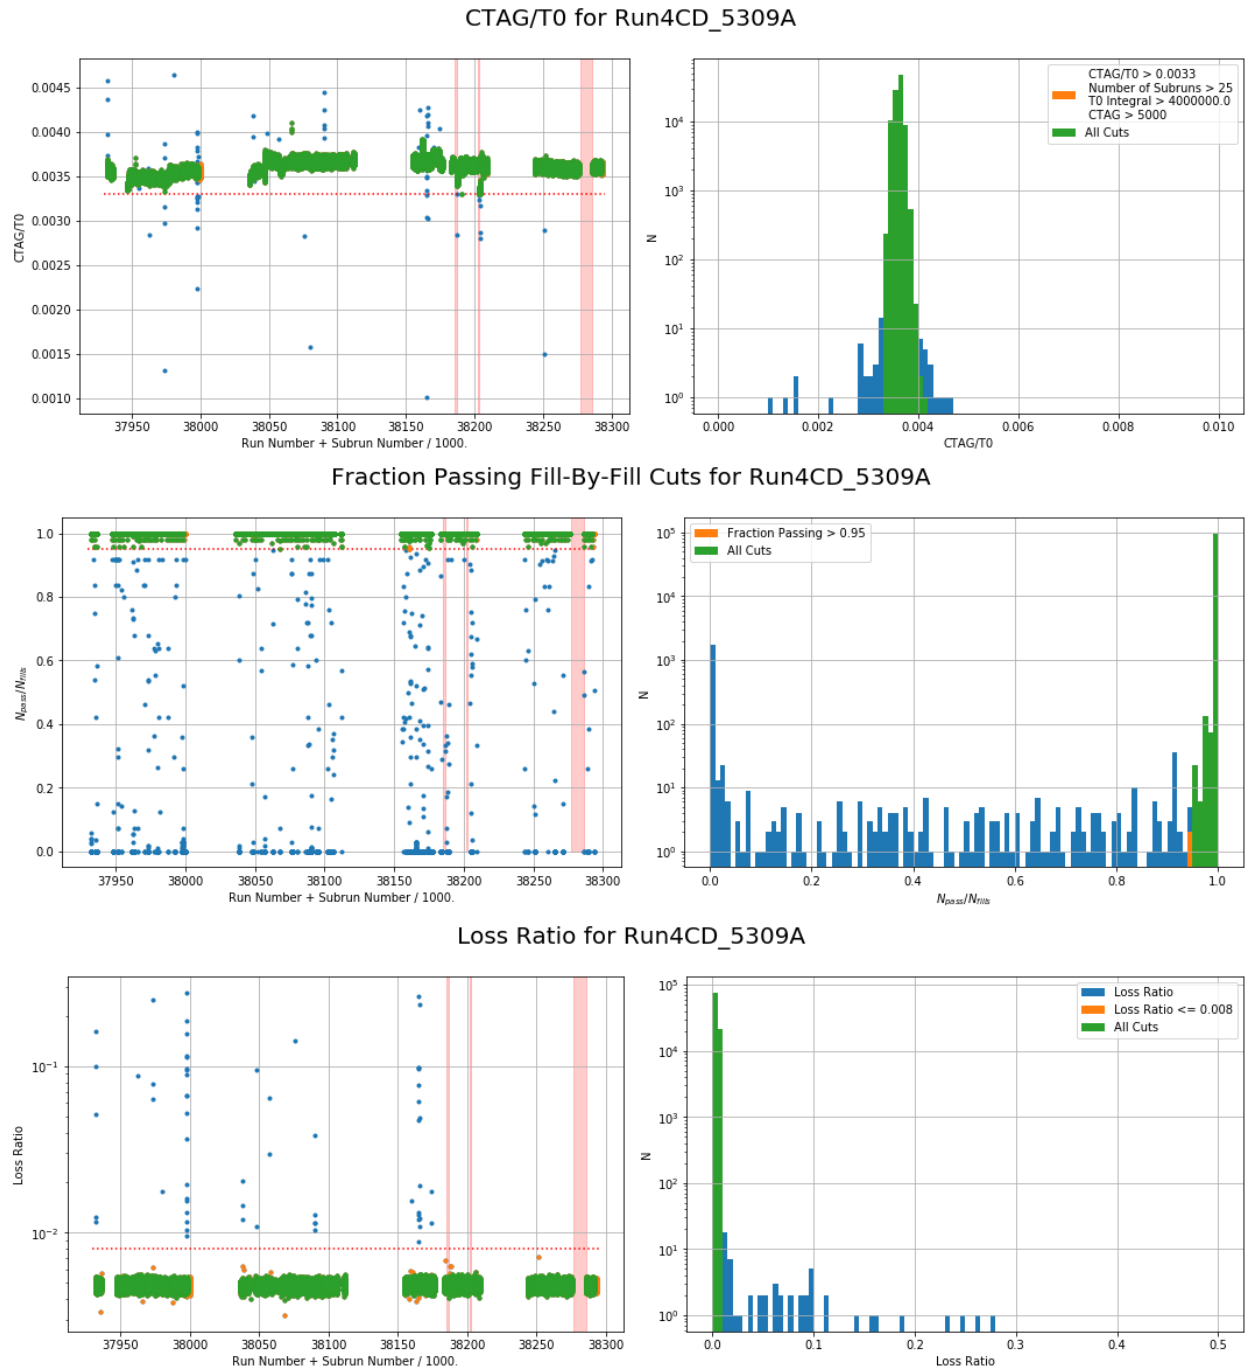 CTAG/T0 for Run4CD_5309A
0.0045
0.0040
0.0035
0.0030
0.0025
0.0020
0.0015
0.0010
CTAG/T0
37950 38000 38050 38100 38150 38200 38250 38300
Run Number + Subrun Number / 1000.
CTAG/T0 > 0.0033
Number of Subruns > 25
T0 Integral > 4000000.0
CTAG > 5000
All Cuts
10⁴
10³
10²
10¹
10⁰
N
0.000 0.002 0.004 0.006 0.008 0.010
CTAG/T0
Fraction Passing Fill-By-Fill Cuts for Run4CD_5309A
1.0
0.8
0.6
0.4
0.2
0.0
N_pass/N_fills
37950 38000 38050 38100 38150 38200 38250 38300
Run Number + Subrun Number / 1000.
Fraction Passing > 0.95
All Cuts
10⁵
10⁴
10³
10²
10¹
10⁰
N
0.0 0.2 0.4 0.6 0.8 1.0
N_pass/N_fills
Loss Ratio for Run4CD_5309A
10⁻¹
10⁻²
Loss Ratio
37950 38000 38050 38100 38150 38200 38250 38300
Run Number + Subrun Number / 1000.
Loss Ratio
Loss Ratio <= 0.008
All Cuts
10⁵
10⁴
10³
10²
10¹
10⁰
N
0.0 0.1 0.2 0.3 0.4 0.5
Loss Ratio